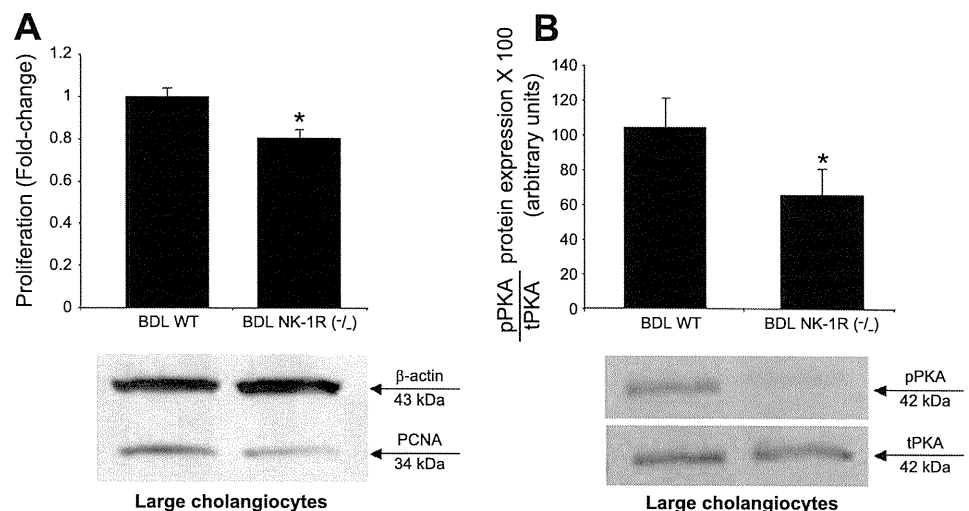 A
Proliferation (Fold-change)
1.2
1
0.8
0.6
0.4
0.2
0
*
BDL WT
BDL NK-1R (-/-)
β-actin
43 kDa
PCNA
34 kDa
Large cholangiocytes
B
pPKA
tPKA
protein expression X 100
(arbitrary units)
140
120
100
80
60
40
20
0
*
BDL WT
BDL NK-1R (-/-)
pPKA
42 kDa
tPKA
42 kDa
Large cholangiocytes